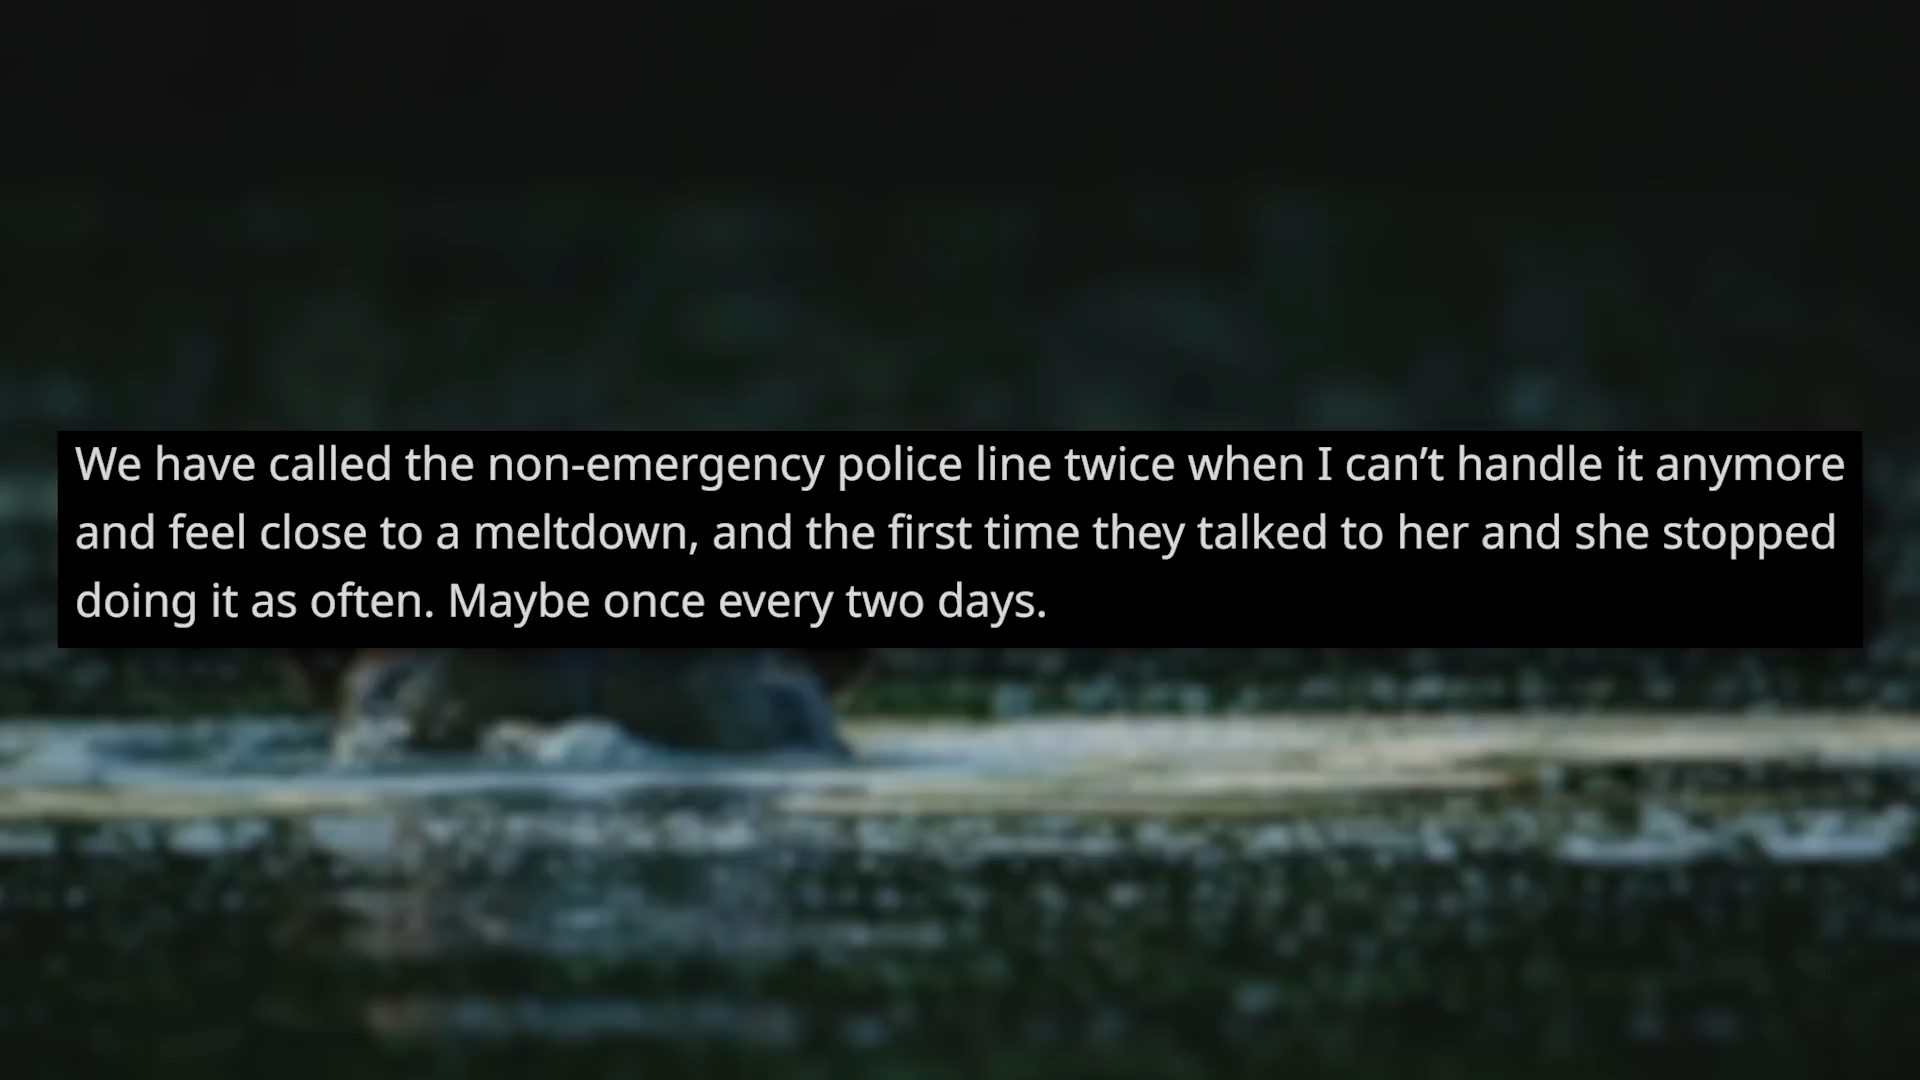 We have called the non-emergency police line twice when I can’t handle it anymore
and feel close to a meltdown, and the first time they talked to her and she stopped
doing it as often. Maybe once every two days.